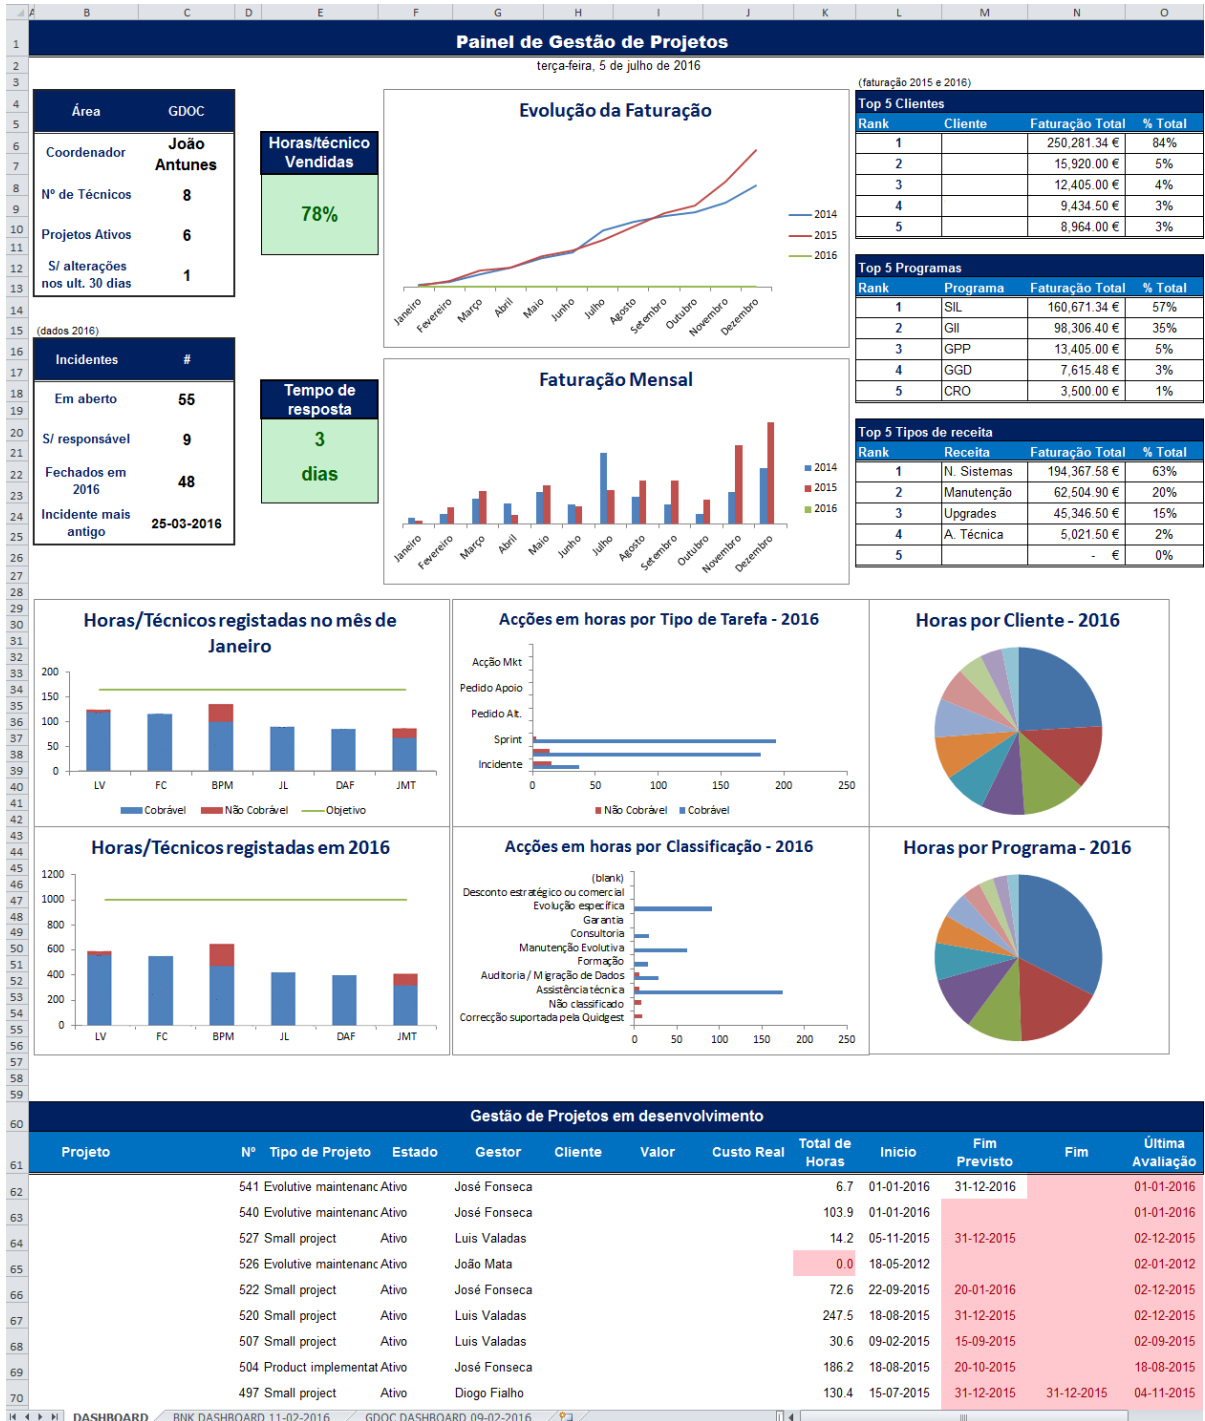 A B C D E F G H I J K L M N O
Painel de Gestão de Projetos
terça-feira, 5 de julho de 2016
Área GDOC
Coordenador João Antunes
Nº de Técnicos 8
Projetos Ativos 6
S/ alterações nos ult. 30 dias 1
Horas/técnico Vendidas
78%
(dados 2016)
Incidentes #
Em aberto 55
S/ responsável 9
Fechados em 2016 48
Incidente mais antigo 25-03-2016
Tempo de resposta
3
dias
Evolução da Faturação
2014
2015
2016
Janeiro Fevereiro Março Abril Maio Junho Julho Agosto Setembro Outubro Novembro Dezembro
Faturação Mensal
2014
2015
2016
Janeiro Fevereiro Março Abril Maio Junho Julho Agosto Setembro Outubro Novembro Dezembro
(faturação 2015 e 2016)
Top 5 Clientes
Rank Cliente Faturação Total % Total
1 250,281.34 € 84%
2 15,920.00 € 5%
3 12,405.00 € 4%
4 9,434.50 € 3%
5 8,964.00 € 3%
Top 5 Programas
Rank Programa Faturação Total % Total
1 SIL 160,671.34 € 57%
2 GII 98,306.40 € 35%
3 GPP 13,405.00 € 5%
4 GGD 7,615.48 € 3%
5 CRO 3,500.00 € 1%
Top 5 Tipos de receita
Rank Receita Faturação Total % Total
1 N. Sistemas 194,367.58 € 63%
2 Manutenção 62,504.90 € 20%
3 Upgrades 45,346.50 € 15%
4 A. Técnica 5,021.50 € 2%
5 - € 0%
Horas/Técnicos registadas no mês de
Janeiro
200
150
100
50
0
LV FC BPM JL DAF JMT
Cobrável Não Cobrável Objetivo
Acções em horas por Tipo de Tarefa - 2016
Acção Mkt
Pedido Apoio
Pedido Alt.
Sprint
Incidente
0 50 100 150 200 250
Não Cobrável Cobrável
Horas por Cliente - 2016
Horas/Técnicos registadas em 2016
1200
1000
800
600
400
200
0
LV FC BPM JL DAF JMT
Acções em horas por Classificação - 2016
(blank)
Desconto estratégico ou comercial
Evolução específica
Garantia
Consultoria
Manutenção Evolutiva
Formação
Auditoria / Migração de Dados
Assistência técnica
Não classificado
Correcção suportada pela Quidgest
0 50 100 150 200 250
Horas por Programa - 2016
Gestão de Projetos em desenvolvimento
Projeto Nº Tipo de Projeto Estado Gestor Cliente Valor Custo Real Total de Horas Inicio Fim Previsto Fim Última Avaliação
541 Evolutive maintenanc Ativo José Fonseca 6.7 01-01-2016 31-12-2016 01-01-2016
540 Evolutive maintenanc Ativo José Fonseca 103.9 01-01-2016 01-01-2016
527 Small project Ativo Luis Valadas 14.2 05-11-2015 31-12-2015 02-12-2015
526 Evolutive maintenanc Ativo João Mata 0.0 18-05-2012 02-01-2012
522 Small project Ativo José Fonseca 72.6 22-09-2015 20-01-2016 02-12-2015
520 Small project Ativo Luis Valadas 247.5 18-08-2015 31-12-2015 02-12-2015
507 Small project Ativo Luis Valadas 30.6 09-02-2015 15-09-2015 02-09-2015
504 Product implementat Ativo José Fonseca 186.2 18-08-2015 20-10-2015 18-08-2015
497 Small project Ativo Diogo Fialho 130.4 15-07-2015 31-12-2015 31-12-2015 04-11-2015
DASHBOARD BNK DASHBOARD 11-02-2016 GDOC DASHBOARD 09-02-2016